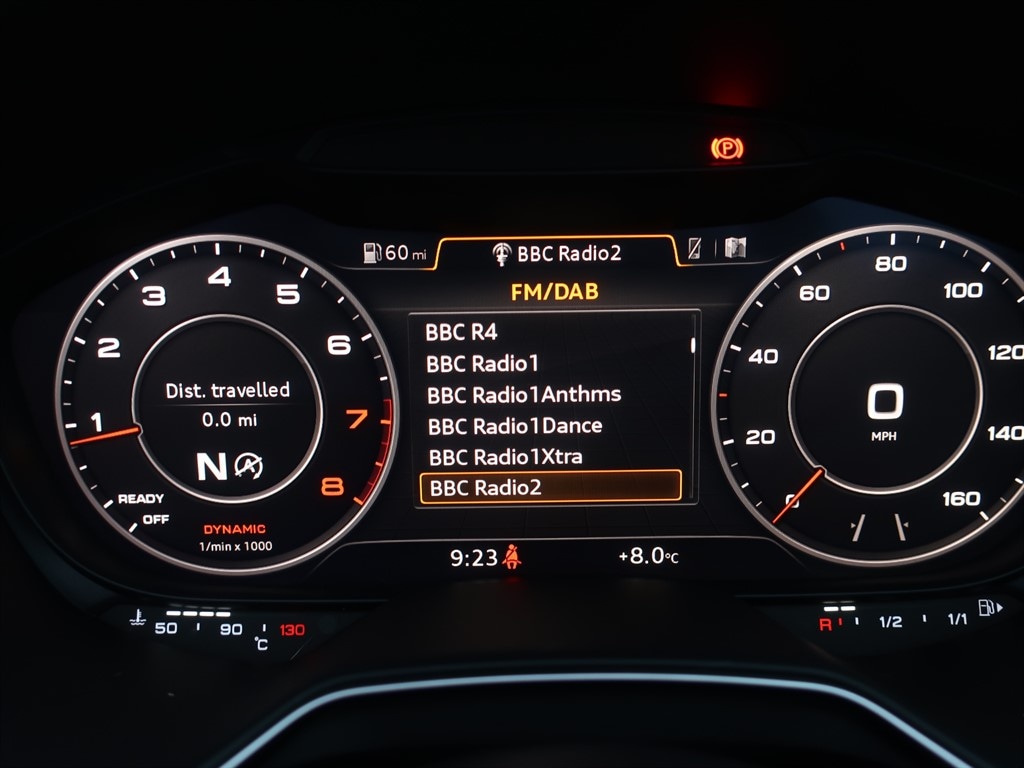 P
60 mi
BBC Radio2
FM/DAB
BBC R4
BBC Radio1
BBC Radio1Anthms
BBC Radio1Dance
BBC Radio1Xtra
BBC Radio2
1
2
3
4
5
6
7
8
Dist. travelled
0.0 mi
N
A
READY
OFF
DYNAMIC
1/min x 1000
0
20
40
60
80
100
120
140
160
0
MPH
9:23
+8.0°C
50
90
130
°C
R
1/2
1/1